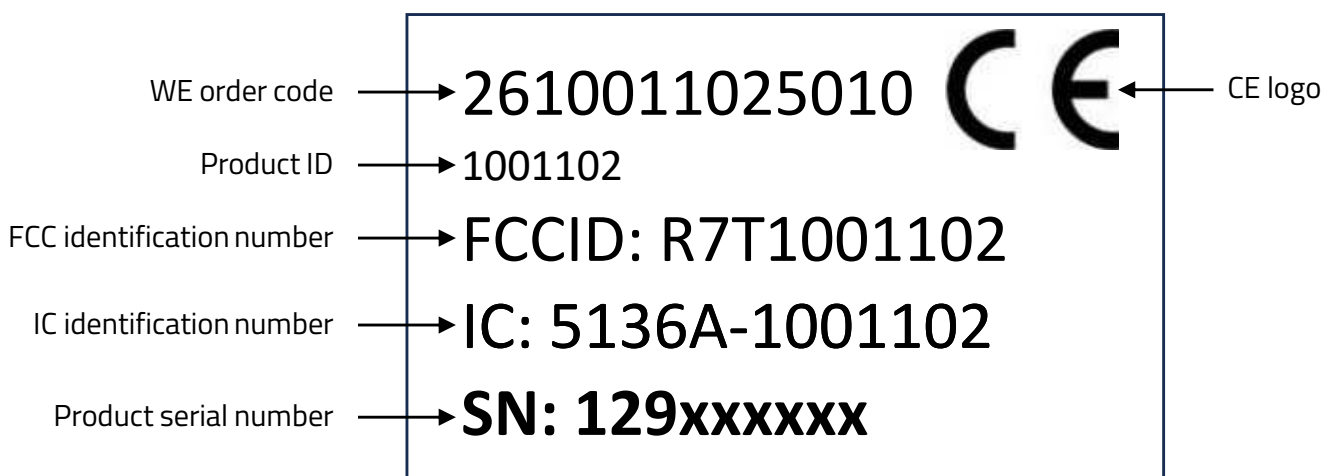 WE order code
2610011025010
CE
CE logo
Product ID
1001102
FCC identification number
FCCID: R7T1001102
IC identification number
IC: 5136A-1001102
Product serial number
SN: 129xxxxxx